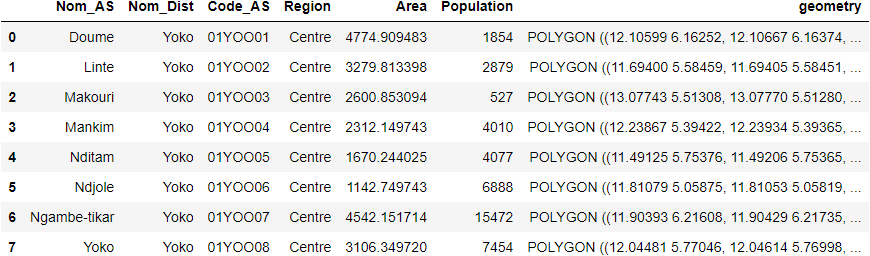 Nom_AS Nom_Dist Code_AS Region Area Population geometry
0 Doume Yoko 01YOO01 Centre 4774.909483 1854 POLYGON ((12.10599 6.16252, 12.10667 6.16374, ...
1 Linte Yoko 01YOO02 Centre 3279.813398 2879 POLYGON ((11.69400 5.58459, 11.69405 5.58451, ...
2 Makouri Yoko 01YOO03 Centre 2600.853094 527 POLYGON ((13.07743 5.51308, 13.07770 5.51280, ...
3 Mankim Yoko 01YOO04 Centre 2312.149743 4010 POLYGON ((12.23867 5.39422, 12.23934 5.39365, ...
4 Nditam Yoko 01YOO05 Centre 1670.244025 4077 POLYGON ((11.49125 5.75376, 11.49206 5.75365, ...
5 Ndjole Yoko 01YOO06 Centre 1142.749743 6888 POLYGON ((11.81079 5.05875, 11.81053 5.05819, ...
6 Ngambe-tikar Yoko 01YOO07 Centre 4542.151714 15472 POLYGON ((11.90393 6.21608, 11.90429 6.21735, ...
7 Yoko Yoko 01YOO08 Centre 3106.349720 7454 POLYGON ((12.04481 5.77046, 12.04614 5.76998, ...